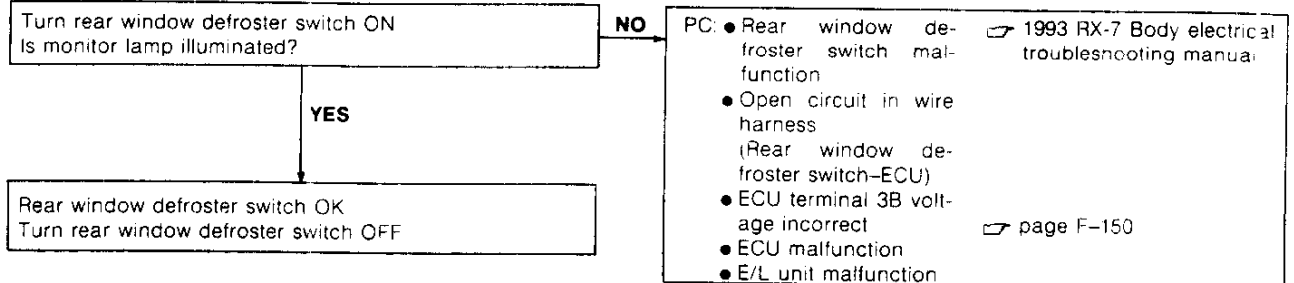 Turn rear window defroster switch ON
Is monitor lamp illuminated?
NO
YES
Rear window defroster switch OK
Turn rear window defroster switch OFF
PC: ● Rear window de-
froster switch mal-
function
● Open circuit in wire
harness
(Rear window de-
froster switch–ECU)
● ECU terminal 3B volt-
age incorrect
● ECU malfunction
● E/L unit malfunction
☞ 1993 RX-7 Body electrical
troubleshooting manual
☞ page F–150